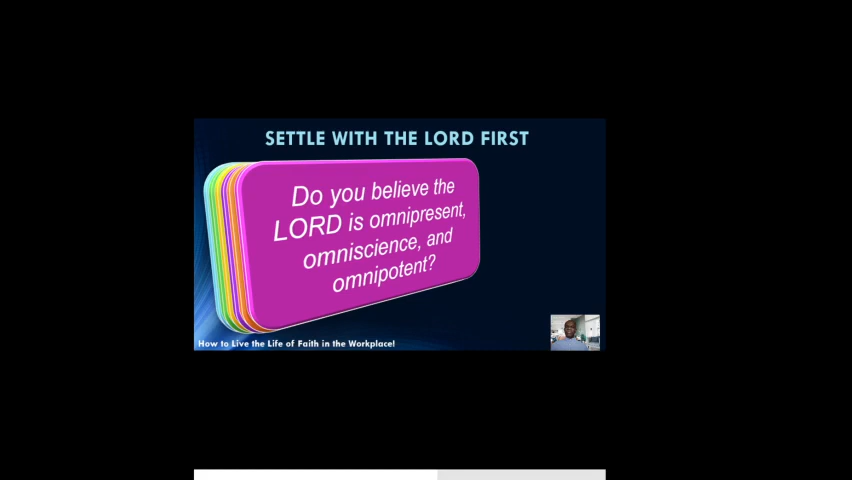 SETTLE WITH THE LORD FIRST
Do you believe the
LORD is omnipresent,
omniscience, and
omnipotent?
How to Live the Life of Faith in the Workplace!